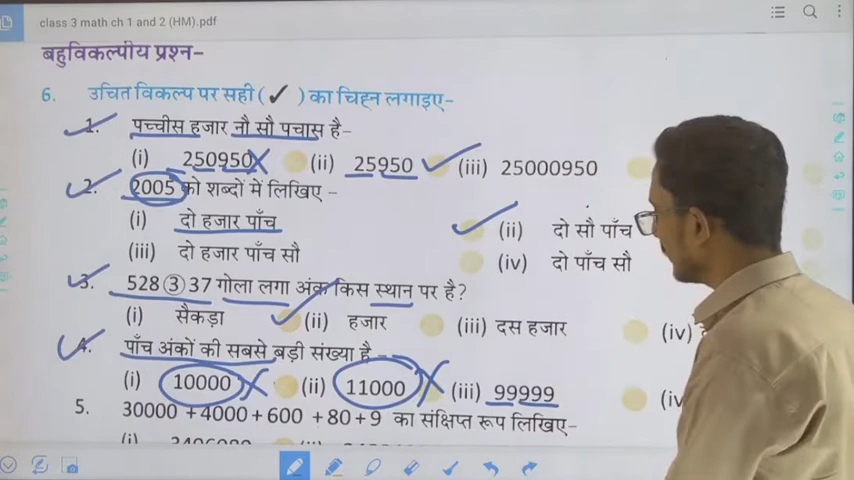 class 3 math ch 1 and 2 (HM).pdf
बहुविकल्पीय प्रश्न–
6. उचित विकल्प पर सही ( ✓ ) का चिह्न लगाइए–
1. पच्चीस हजार नौ सौ पचास है–
(i) 250950 (ii) 25950 (iii) 25000950
2. 2005 को शब्दों में लिखिए –
(i) दो हजार पाँच (ii) दो सौ पाँच
(iii) दो हजार पाँच सौ (iv) दो पाँच सौ
3. 528③37 गोला लगा अंक किस स्थान पर है?
(i) सैकड़ा (ii) हजार (iii) दस हजार (iv)
4. पाँच अंकों की सबसे बड़ी संख्या है –
(i) 10000 (ii) 11000 (iii) 99999 (iv)
5. 30000 +4000+600 +80+9 का संक्षिप्त रूप लिखिए–